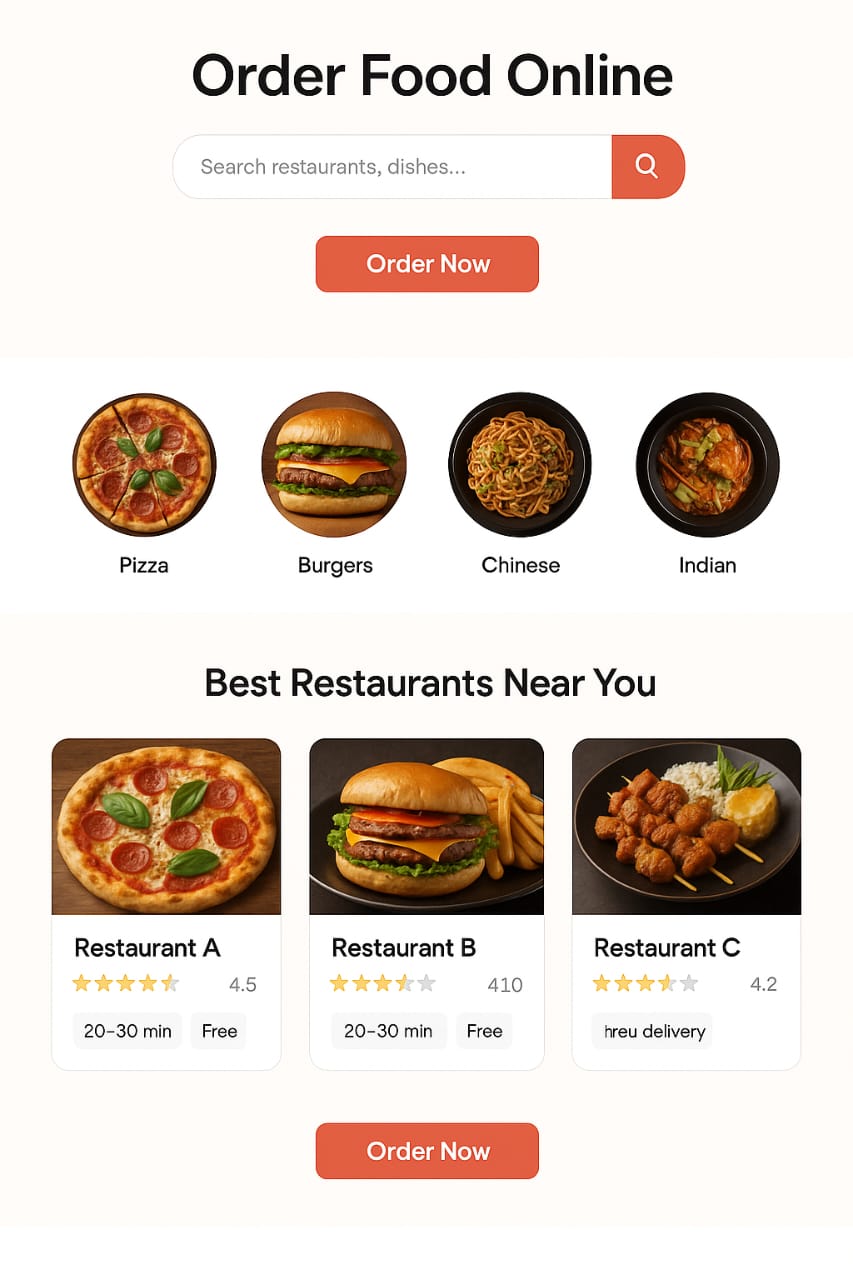 Order Food Online
Search restaurants, dishes...
Order Now
Pizza
Burgers
Chinese
Indian
Best Restaurants Near You
Restaurant A
4.5
20–30 min
Free
Restaurant B
410
20–30 min
Free
Restaurant C
4.2
hreu delivery
Order Now